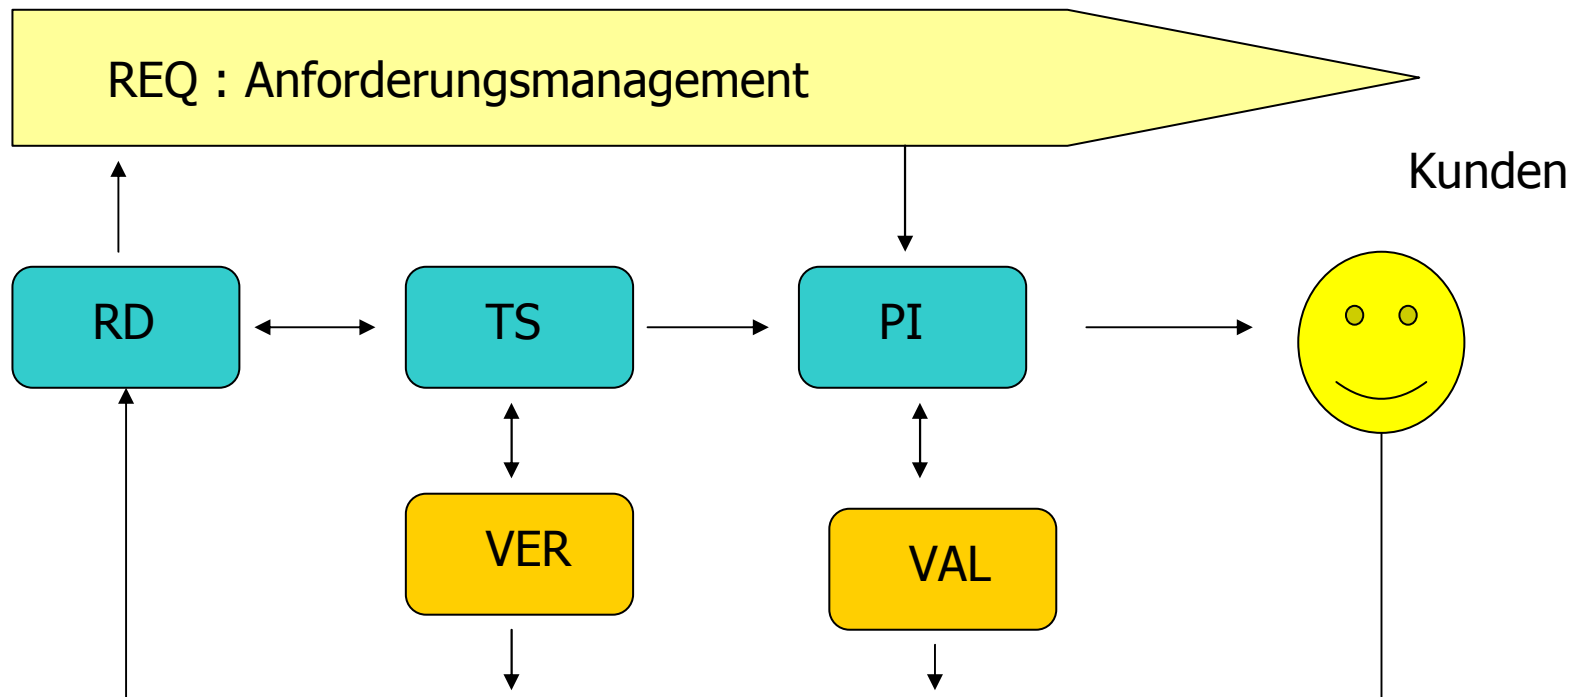 REQ : Anforderungsmanagement
Kunden
RD
TS
PI
VER
VAL